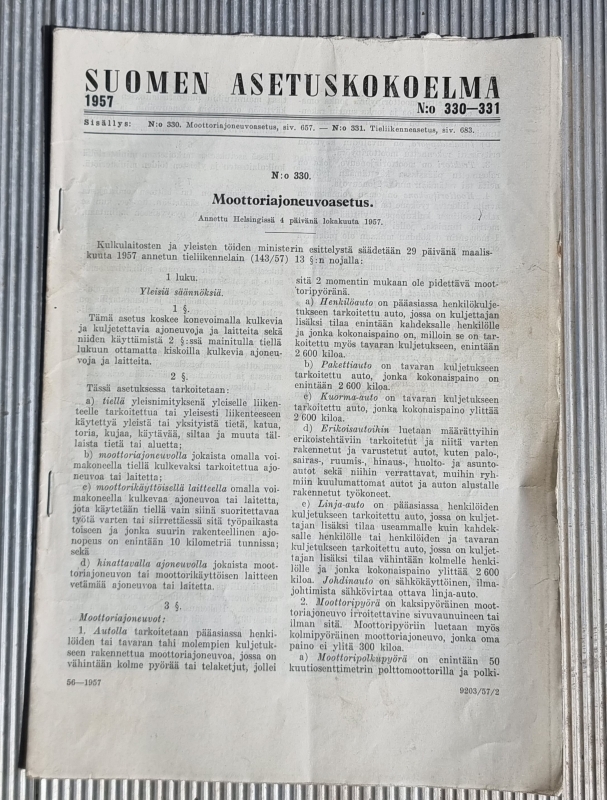 SUOMEN ASETUSKOKOELMA
1957 N:o 330—331
Sisällys: N:o 330. Moottoriajoneuvoasetus, siv. 657. — N:o 331. Tieliikenneasetus, siv. 683.
N:o 330.
Moottoriajoneuvoasetus.
Annettu Helsingissä 4 päivänä lokakuuta 1957.
Kulkulaitosten ja yleisten töiden ministerin esittelystä säädetään 29 päivänä maalis-
kuuta 1957 annetun tieliikennelain (143/57) 13 §:n nojalla:
1 luku.
Yleisiä säännöksiä.
1 §.
Tämä asetus koskee konevoimalla kulkevia
ja kuljetettavia ajoneuvoja ja laitteita sekä
niiden käyttämistä 2 §:ssä mainitulla tiellä
lukuun ottamatta kiskoilla kulkevia ajoneu-
voja ja laitteita.
2 §.
Tässä asetuksessa tarkoitetaan:
a) tiellä yleisnimityksenä yleiselle liiken-
teelle tarkoitettua tai yleisesti liikenteeseen
käytettyä yleistä tai yksityistä tietä, katua,
toria, kujaa, käytävää, siltaa ja muuta täl-
laista tietä tai aluetta;
b) moottoriajoneuvolla jokaista omalla voi-
makoneella tiellä kulkevaksi tarkoitettua ajo-
neuvoa tai laitetta;
c) moottorikäyttöisellä laitteella omalla voi-
makoneella kulkevaa ajoneuvoa tai laitetta,
jota käytetään tiellä vain siinä suoritettavaa
työtä varten tai siirrettäessä sitä työpaikasta
toiseen ja jonka suurin rakenteellinen ajo-
nopeus on enintään 10 kilometriä tunnissa;
sekä
d) hinattavalla ajoneuvolla jokaista moot-
toriajoneuvon tai moottorikäyttöisen laitteen
vetämää ajoneuvoa tai laitetta.
3 §.
Moottoriajoneuvot:
1. Autolla tarkoitetaan pääasiassa henki-
löiden tai tavaran tahi molempien kuljetuk-
seen rakennettua moottoriajoneuvoa, jossa on
vähintään kolme pyörää tai telaketjut, jollei
56—1957
sitä 2 momentin mukaan ole pidettävä moot-
toripyöränä.
a) Henkilöauto on pääasiassa henkilökulje-
tukseen tarkoitettu auto, jossa on kuljettajan
lisäksi tilaa enintään kahdeksalle henkilölle
ja jonka kokonaispaino on, milloin se on tar-
koitettu myös tavaran kuljetukseen, enintään
2 600 kiloa.
b) Pakettiauto on tavaran kuljetukseen
tarkoitettu auto, jonka kokonaispaino on
enintään 2 600 kiloa.
c) Kuorma-auto on tavaran kuljetukseen
tarkoitettu auto, jonka kokonaispaino ylittää
2 600 kiloa.
d) Erikoisautoihin luetaan määrättyihin
erikoistehtäviin tarkoitetut ja niitä varten
rakennetut ja varustetut autot, kuten palo-,
sairas-, ruumis-, hinaus-, huolto- ja asunto-
autot sekä niihin verrattavat, muihin ryh-
miin kuulumattomat autot ja auton alustalle
rakennetut työkoneet.
e) Linja-auto on pääasiassa henkilöiden
kuljetukseen tarkoitettu auto, jossa on kuljet-
tajan lisäksi tilaa useammalle kuin kahdek-
salle henkilölle tai henkilöiden ja tavaran
kuljetukseen tarkoitettu auto, jossa on kuljet-
tajan lisäksi tilaa vähintään kolmelle henki-
lölle ja jonka kokonaispaino ylittää 2 600
kiloa. Johdinauto on sähkökäyttöinen, ilma-
johtimista sähkövirtaa ottava linja-auto.
2. Moottoripyörä on kaksipyöräinen moot-
toriajoneuvo irroitettavine sivuvaunuineen tai
ilman sitä. Moottoripyöriin luetaan myös
kolmipyöräinen moottoriajoneuvo, jonka oma
paino ei ylitä 300 kiloa.
a) Moottoripolkupyörä on enintään 50
kuutiosenttimetrin polttomoottorilla ja polki-
9203/57/2